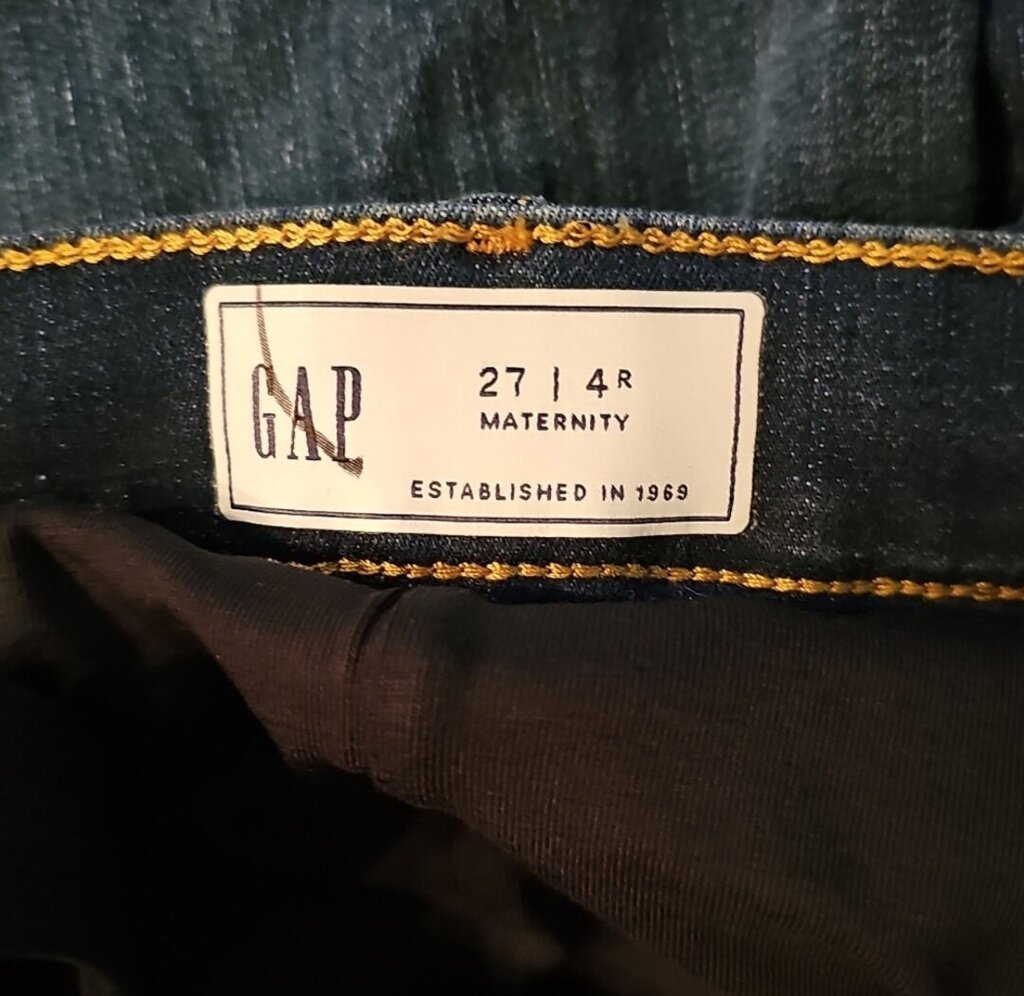 GAP
27 | 4R
MATERNITY
ESTABLISHED IN 1969